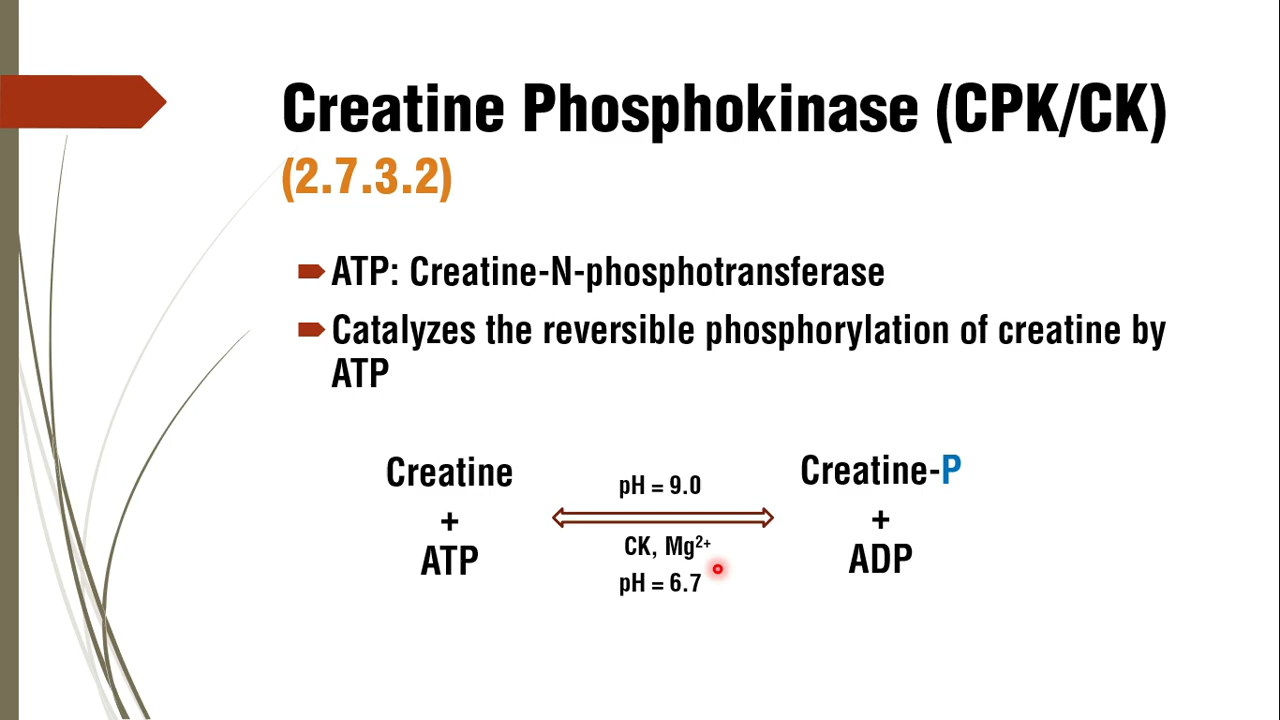 Creatine Phosphokinase (CPK/CK)
(2.7.3.2)
ATP: Creatine-N-phosphotransferase
Catalyzes the reversible phosphorylation of creatine by
ATP
Creatine
+
ATP
pH = 9.0
CK, Mg²⁺
pH = 6.7
Creatine-P
+
ADP